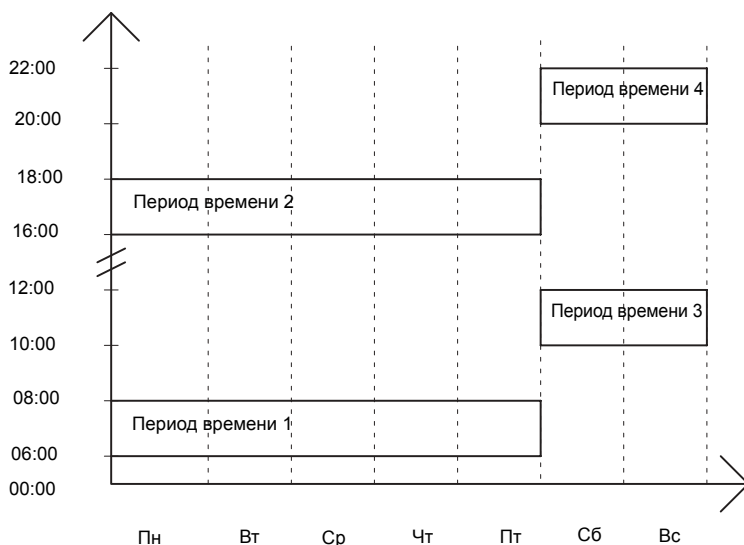 22:00
Период времени 4
20:00
18:00
Период времени 2
16:00
12:00
Период времени 3
10:00
08:00
Период времени 1
06:00
00:00
Пн Вт Ср Чт Пт Сб Вс